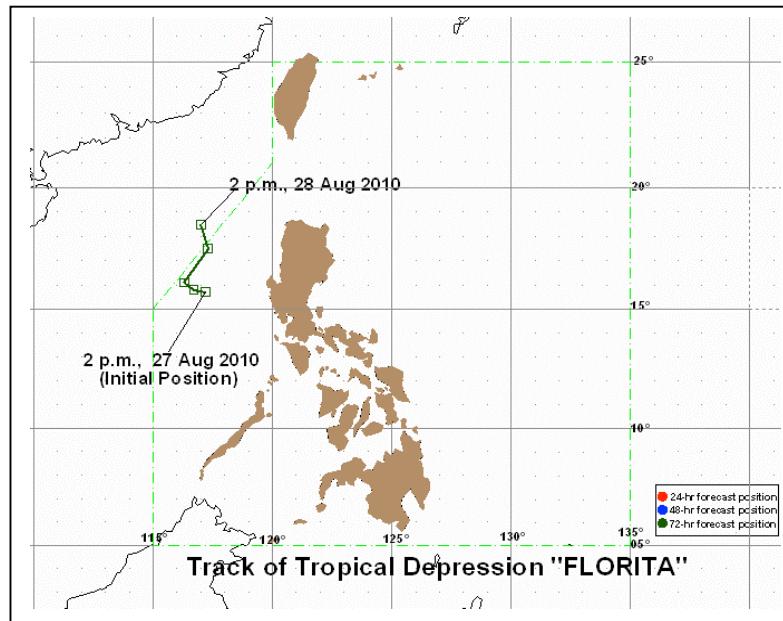 25°
2 p.m., 28 Aug 2010
20°
15°
2 p.m., 27 Aug 2010
(Initial Position)
10°
24-hr forecast position
48-hr forecast position
72-hr forecast position
115° 120° 125° 130° 135° 05°
Track of Tropical Depression "FLORITA"